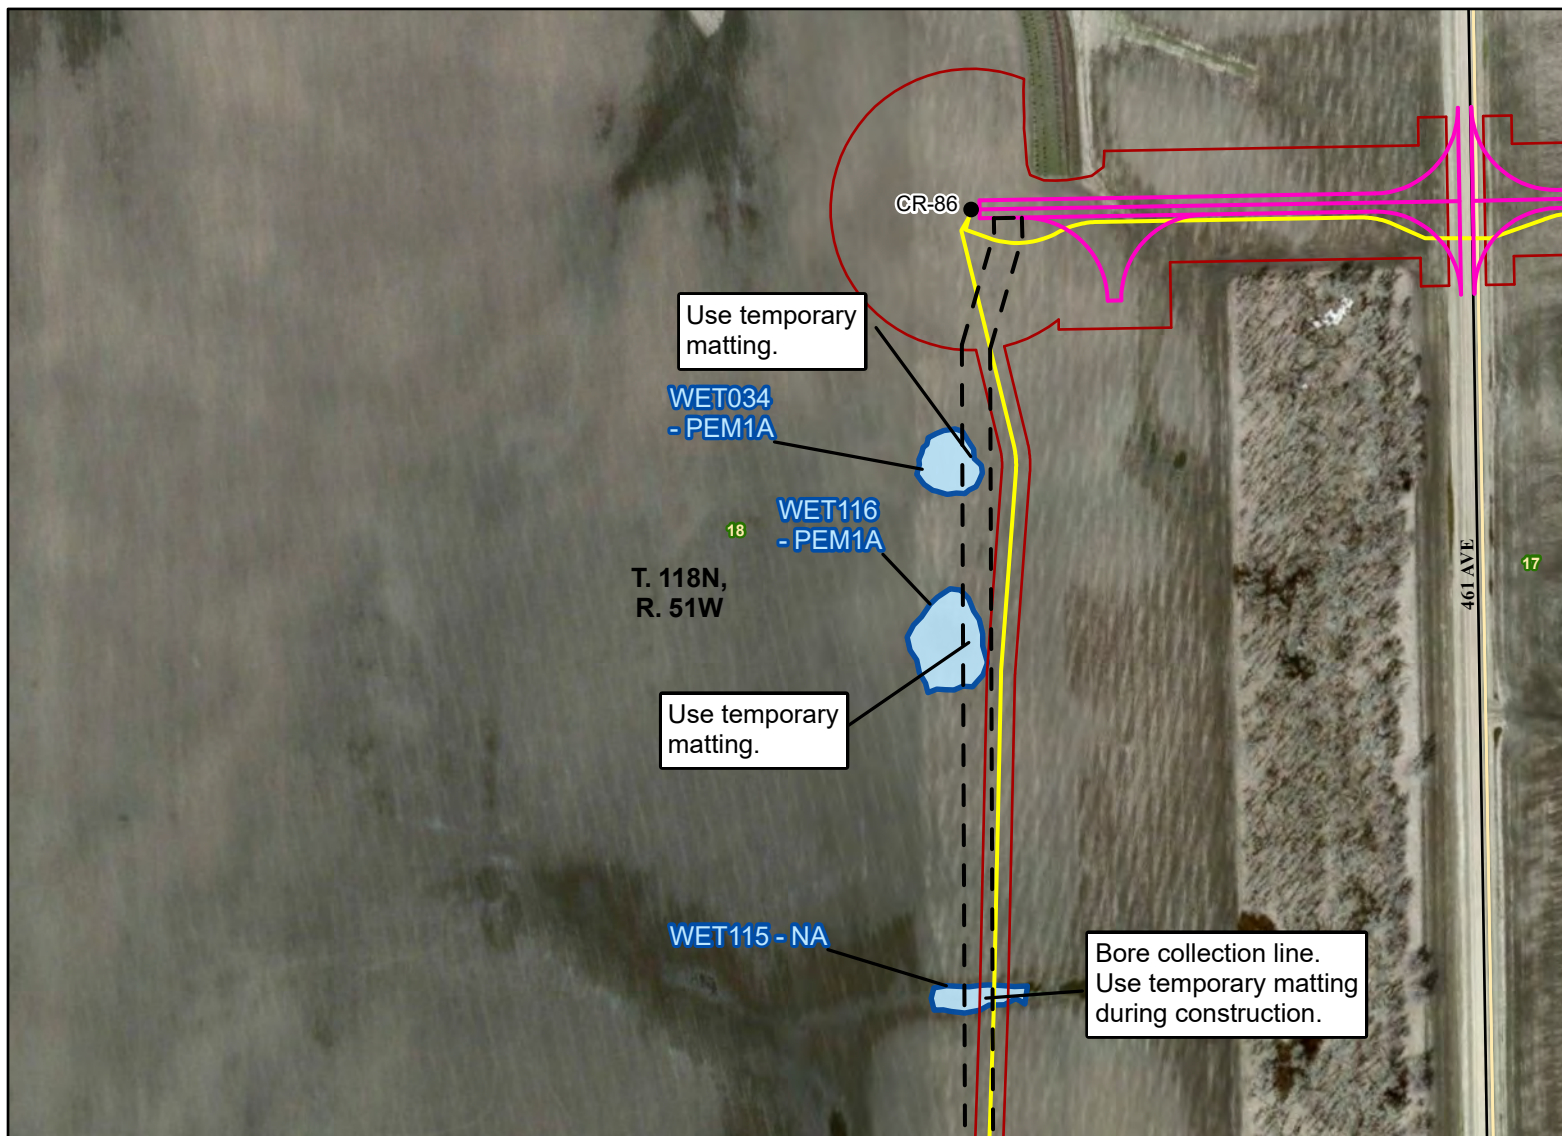 CR-86
Use temporary
matting.
WET034
- PEM1A
WET116
- PEM1A
18
17
T. 118N,
R. 51W
461 AVE
Use temporary
matting.
WET115 - NA
Bore collection line.
Use temporary matting
during construction.